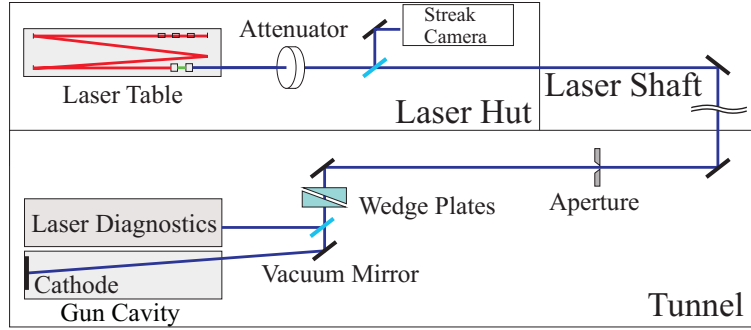 Streak
Camera
Attenuator
Laser Table
Laser Hut
Laser Shaft
Wedge Plates
Aperture
Laser Diagnostics
Vacuum Mirror
Cathode
Gun Cavity
Tunnel